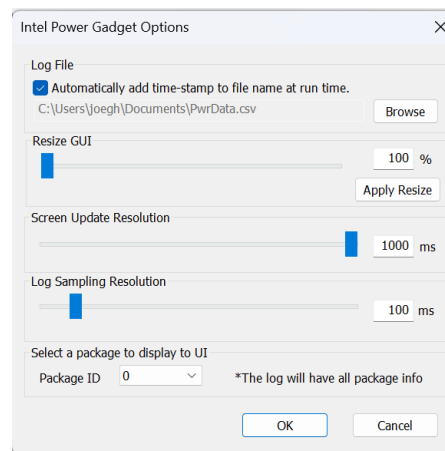 Intel Power Gadget Options
Log File
Automatically add time-stamp to file name at run time.
C:\Users\joegh\Documents\PwrData.csv
Browse
Resize GUI
100 %
Apply Resize
Screen Update Resolution
1000 ms
Log Sampling Resolution
100 ms
Select a package to display to UI
Package ID 0 *The log will have all package info
OK Cancel